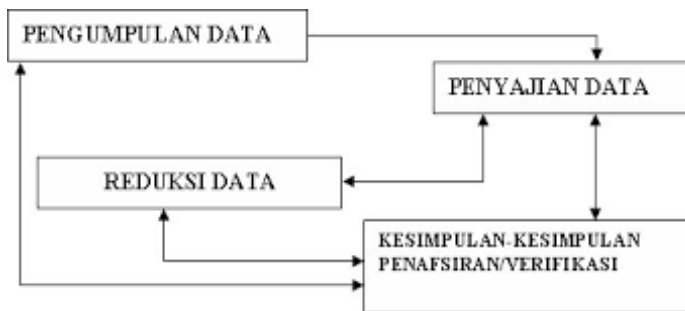 PENGUMPULAN DATA
PENYAJIAN DATA
REDUKSI DATA
KESIMPULAN-KESIMPULAN
PENAFSIRAN/VERIFIKASI